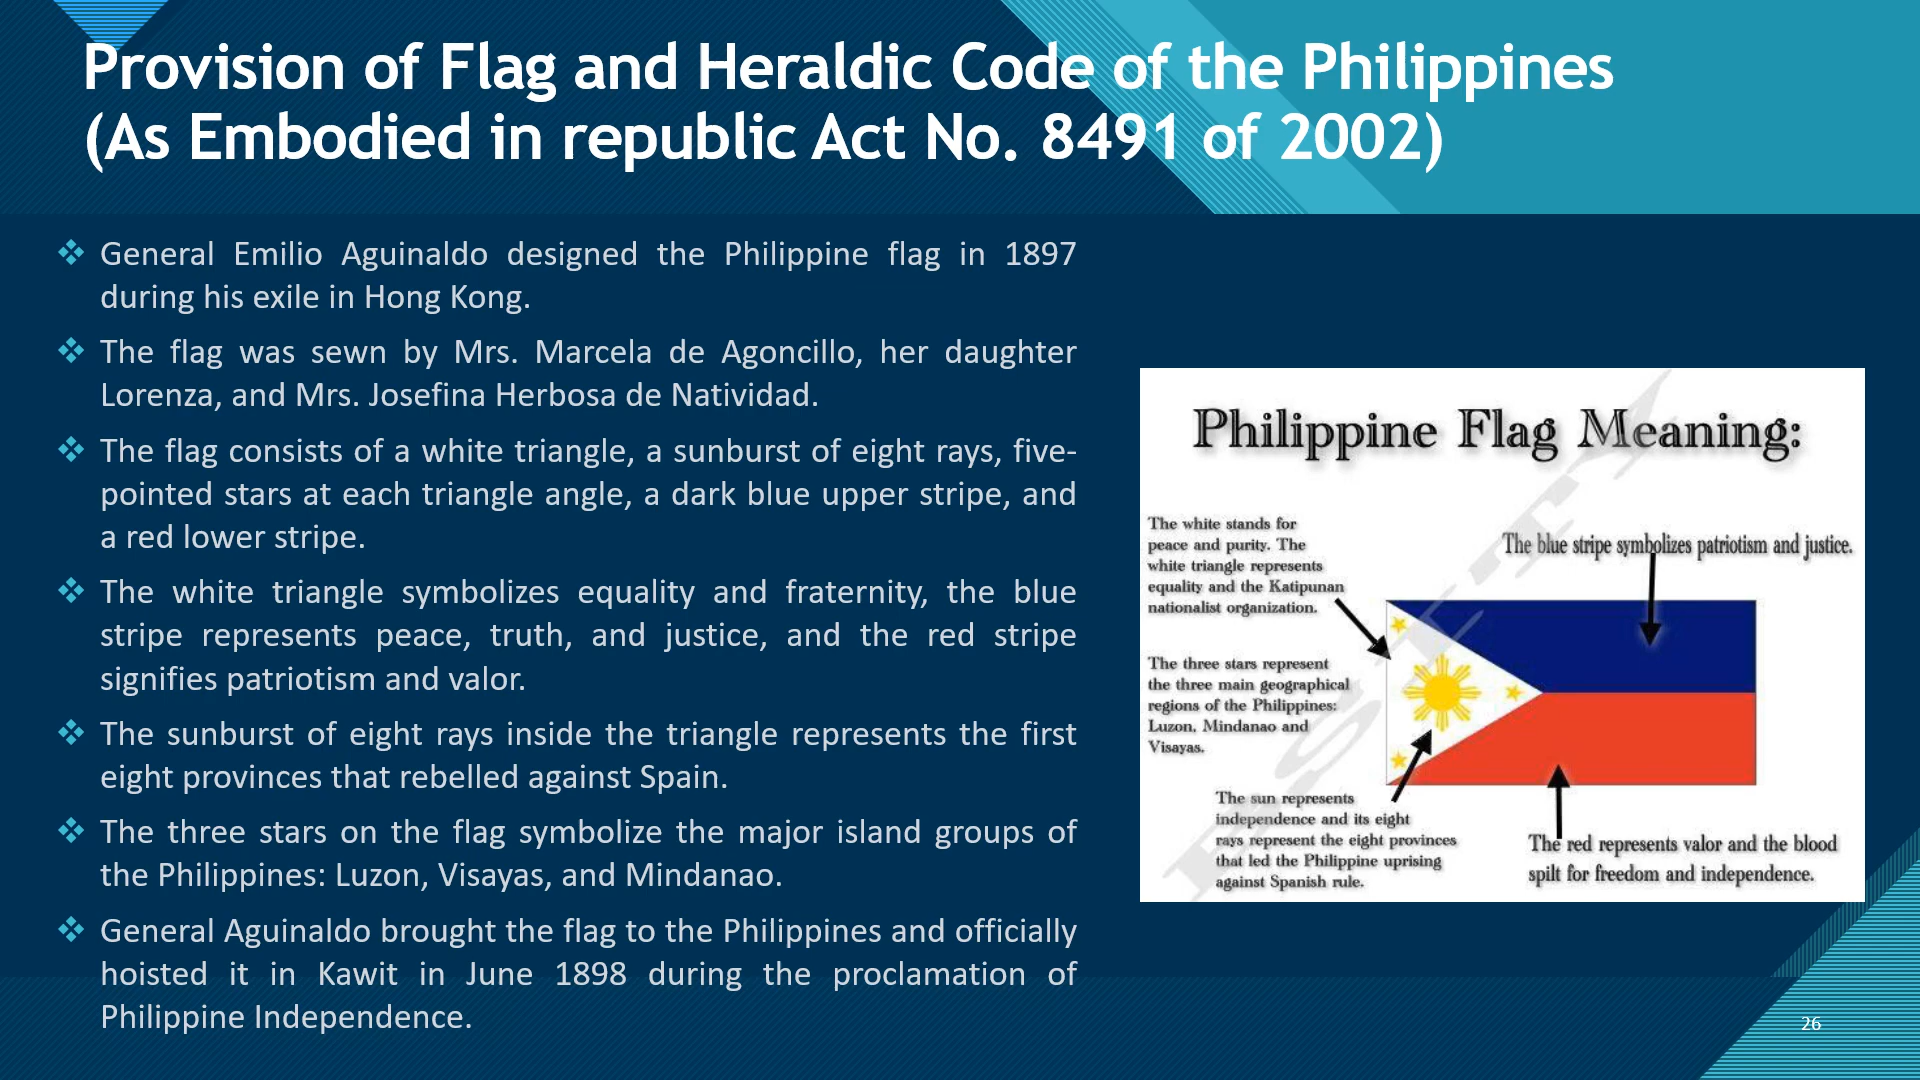 Provision of Flag and Heraldic Code of the Philippines
(As Embodied in republic Act No. 8491 of 2002)
General Emilio Aguinaldo designed the Philippine flag in 1897
during his exile in Hong Kong.
The flag was sewn by Mrs. Marcela de Agoncillo, her daughter
Lorenza, and Mrs. Josefina Herbosa de Natividad.
The flag consists of a white triangle, a sunburst of eight rays, five-
pointed stars at each triangle angle, a dark blue upper stripe, and
a red lower stripe.
The white triangle symbolizes equality and fraternity, the blue
stripe represents peace, truth, and justice, and the red stripe
signifies patriotism and valor.
The sunburst of eight rays inside the triangle represents the first
eight provinces that rebelled against Spain.
The three stars on the flag symbolize the major island groups of
the Philippines: Luzon, Visayas, and Mindanao.
General Aguinaldo brought the flag to the Philippines and officially
hoisted it in Kawit in June 1898 during the proclamation of
Philippine Independence.
Philippine Flag Meaning:
The white stands for
peace and purity. The
white triangle represents
equality and the Katipunan
nationalist organization.
The blue stripe symbolizes patriotism and justice.
The three stars represent
the three main geographical
regions of the Philippines:
Luzon, Mindanao and
Visayas.
The sun represents
independence and its eight
rays represent the eight provinces
that led the Philippine uprising
against Spanish rule.
The red represents valor and the blood
spilt for freedom and independence.
26